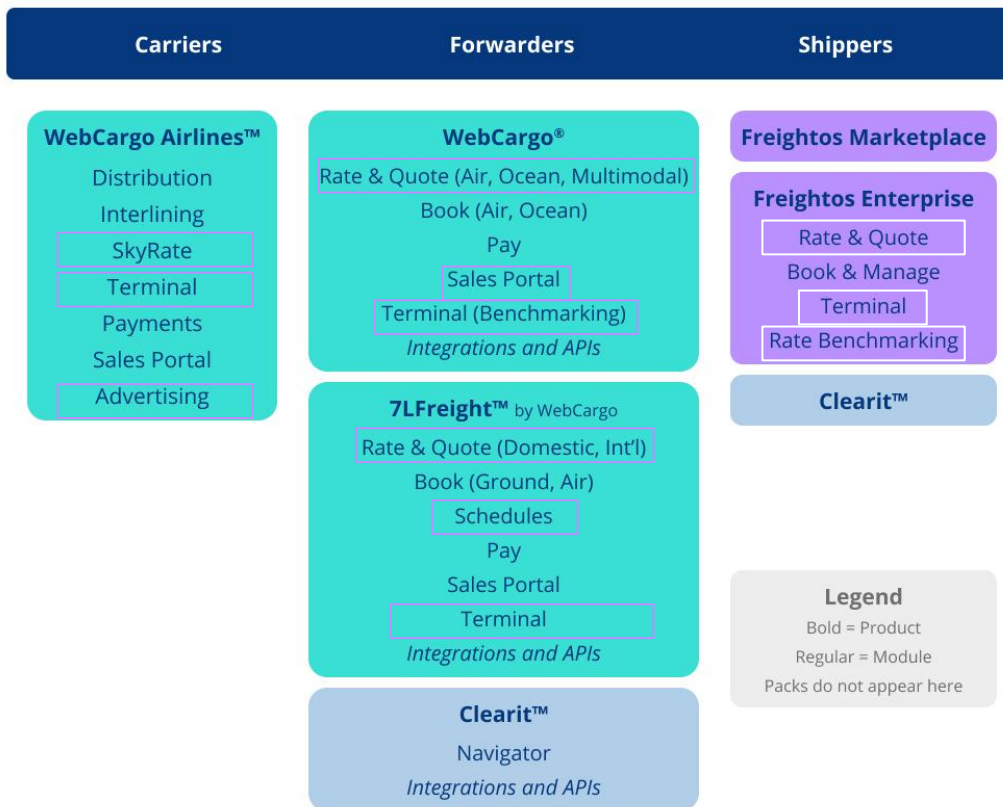 Carriers
Forwarders
Shippers
WebCargo Airlines™
Distribution
Interlining
SkyRate
Terminal
Payments
Sales Portal
Advertising
WebCargo®
Rate & Quote (Air, Ocean, Multimodal)
Book (Air, Ocean)
Pay
Sales Portal
Terminal (Benchmarking)
Integrations and APIs
7LFreight™ by WebCargo
Rate & Quote (Domestic, Int'l)
Book (Ground, Air)
Schedules
Pay
Sales Portal
Terminal
Integrations and APIs
Clearit™
Navigator
Integrations and APIs
Freightos Marketplace
Freightos Enterprise
Rate & Quote
Book & Manage
Terminal
Rate Benchmarking
Clearit™
Legend
Bold = Product
Regular = Module
Packs do not appear here